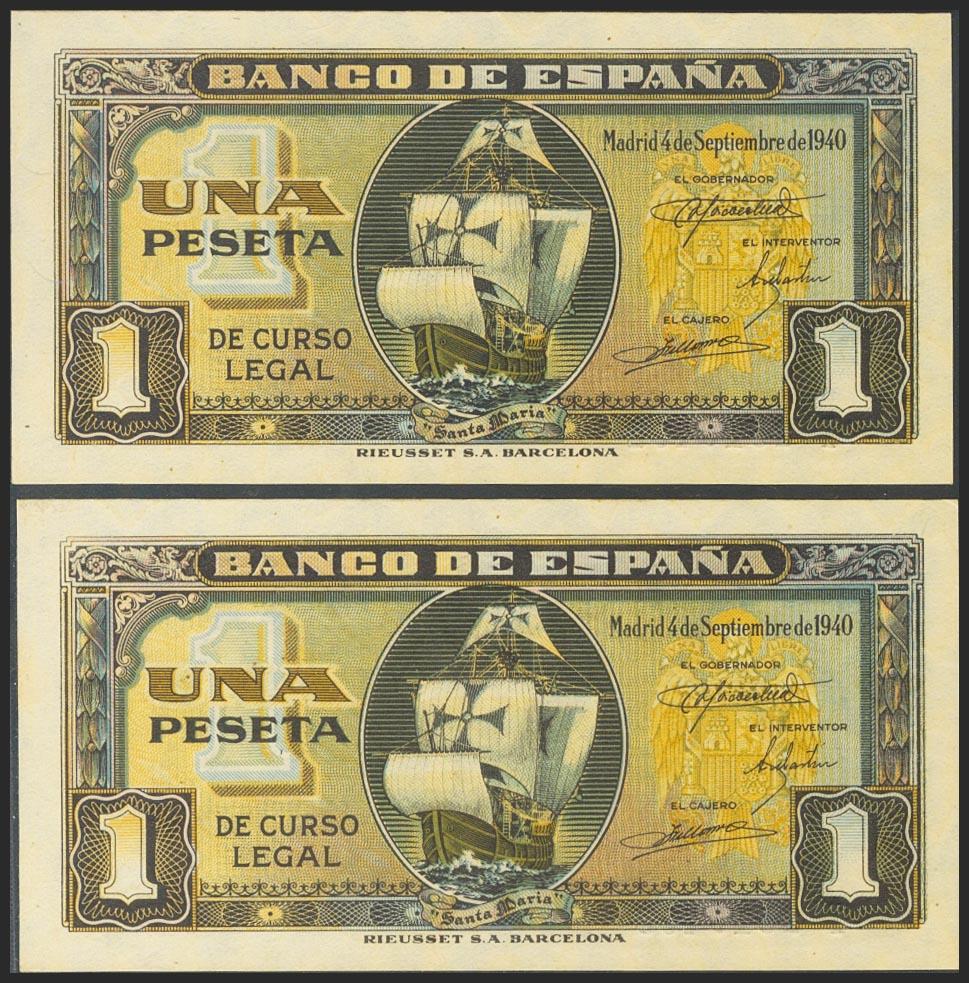 BANCO DE ESPAÑA
Madrid 4 de Septiembre de 1940
EL GOBERNADOR
UNA
PESETA
EL INTERVENTOR
EL CAJERO
DE CURSO
LEGAL
1
1
1
"Santa Maria"
RIEUSSET S.A. BARCELONA
BANCO DE ESPAÑA
Madrid 4 de Septiembre de 1940
EL GOBERNADOR
UNA
PESETA
EL INTERVENTOR
EL CAJERO
DE CURSO
LEGAL
1
1
1
"Santa Maria"
RIEUSSET S.A. BARCELONA